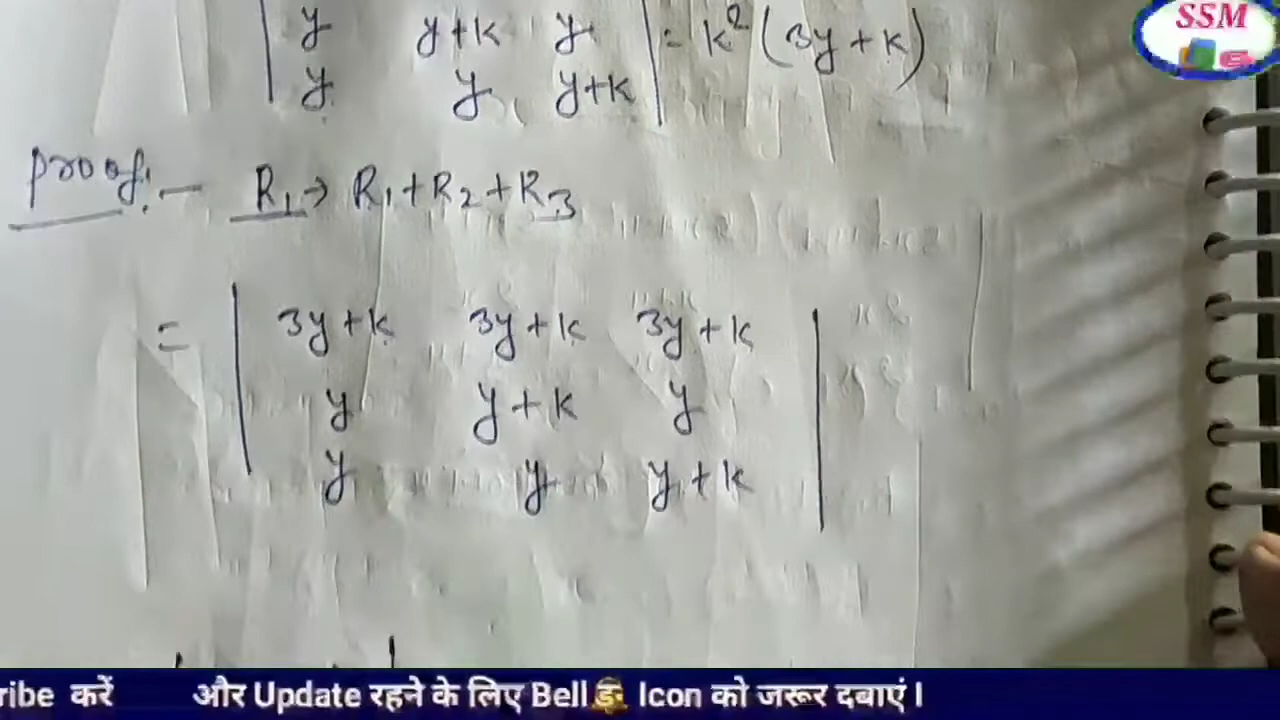 SSM
| y y+k y | = k²(3y+k)
| y y y+k |
Proof:— R₁→ R₁+R₂+R₃
= | 3y+k 3y+k 3y+k |
| y y+k y |
| y y y+k |
ribe करें और Update रहने के लिए Bell Icon को जरूर दबाएं ।